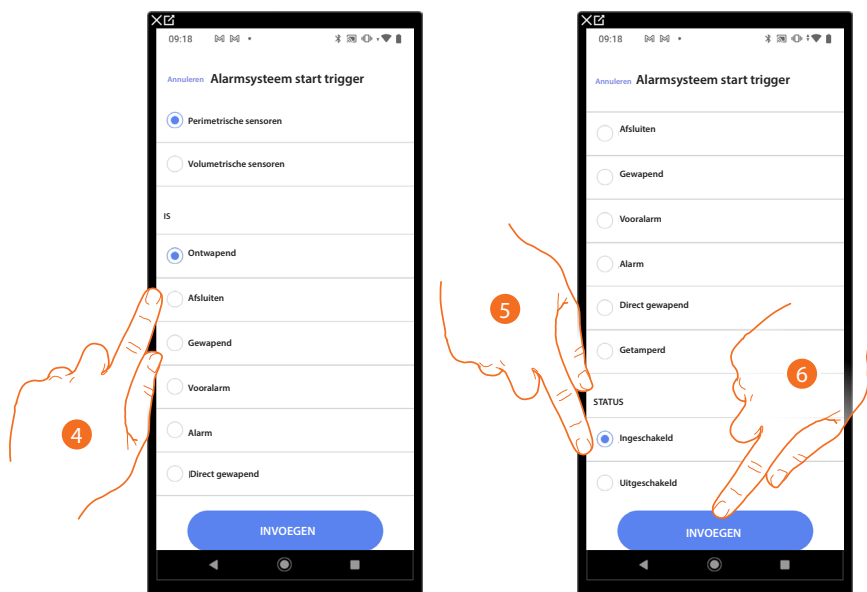 09:18
Annuleren Alarmsysteem start trigger
Perimetrische sensoren
Volumetrische sensoren
IS
Ontwapend
Afsluiten
Gewapend
Vooralarm
Alarm
|Direct gewapend
INVOEGEN
4
09:18
Annuleren Alarmsysteem start trigger
Afsluiten
Gewapend
Vooralarm
Alarm
Direct gewapend
Getamperd
STATUS
Ingeschakeld
Uitgeschakeld
INVOEGEN
5
6